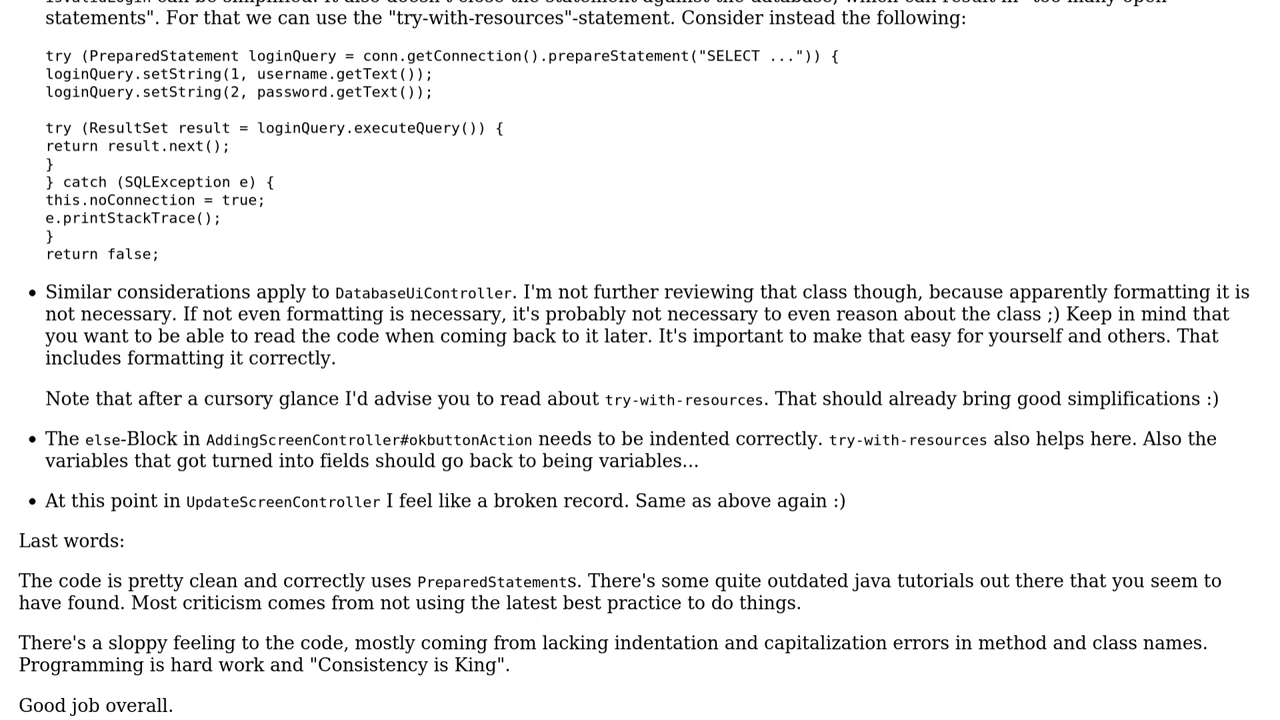 statements". For that we can use the "try-with-resources"-statement. Consider instead the following:
try (PreparedStatement loginQuery = conn.getConnection().prepareStatement("SELECT ...")) {
loginQuery.setString(1, username.getText());
loginQuery.setString(2, password.getText());
try (ResultSet result = loginQuery.executeQuery()) {
return result.next();
}
} catch (SQLException e) {
this.noConnection = true;
e.printStackTrace();
}
return false;
• Similar considerations apply to DatabaseUiController. I'm not further reviewing that class though, because apparently formatting it is
not necessary. If not even formatting is necessary, it's probably not necessary to even reason about the class ;) Keep in mind that
you want to be able to read the code when coming back to it later. It's important to make that easy for yourself and others. That
includes formatting it correctly.
Note that after a cursory glance I'd advise you to read about try-with-resources. That should already bring good simplifications :)
• The else-Block in AddingScreenController#okbuttonAction needs to be indented correctly. try-with-resources also helps here. Also the
variables that got turned into fields should go back to being variables...
• At this point in UpdateScreenController I feel like a broken record. Same as above again :)
Last words:
The code is pretty clean and correctly uses PreparedStatements. There's some quite outdated java tutorials out there that you seem to
have found. Most criticism comes from not using the latest best practice to do things.
There's a sloppy feeling to the code, mostly coming from lacking indentation and capitalization errors in method and class names.
Programming is hard work and "Consistency is King".
Good job overall.